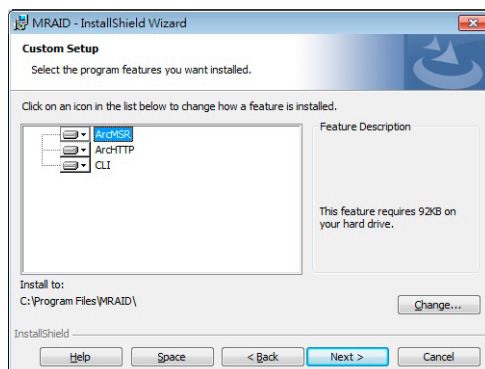 MRAID - InstallShield Wizard
Custom Setup
Select the program features you want installed.
Click on an icon in the list below to change how a feature is installed.
ArcMSR
ArcHTTP
CLI
Feature Description
This feature requires 92KB on
your hard drive.
Install to:
C:\Program Files\MRAID\
Change...
InstallShield
Help
Space
< Back
Next >
Cancel